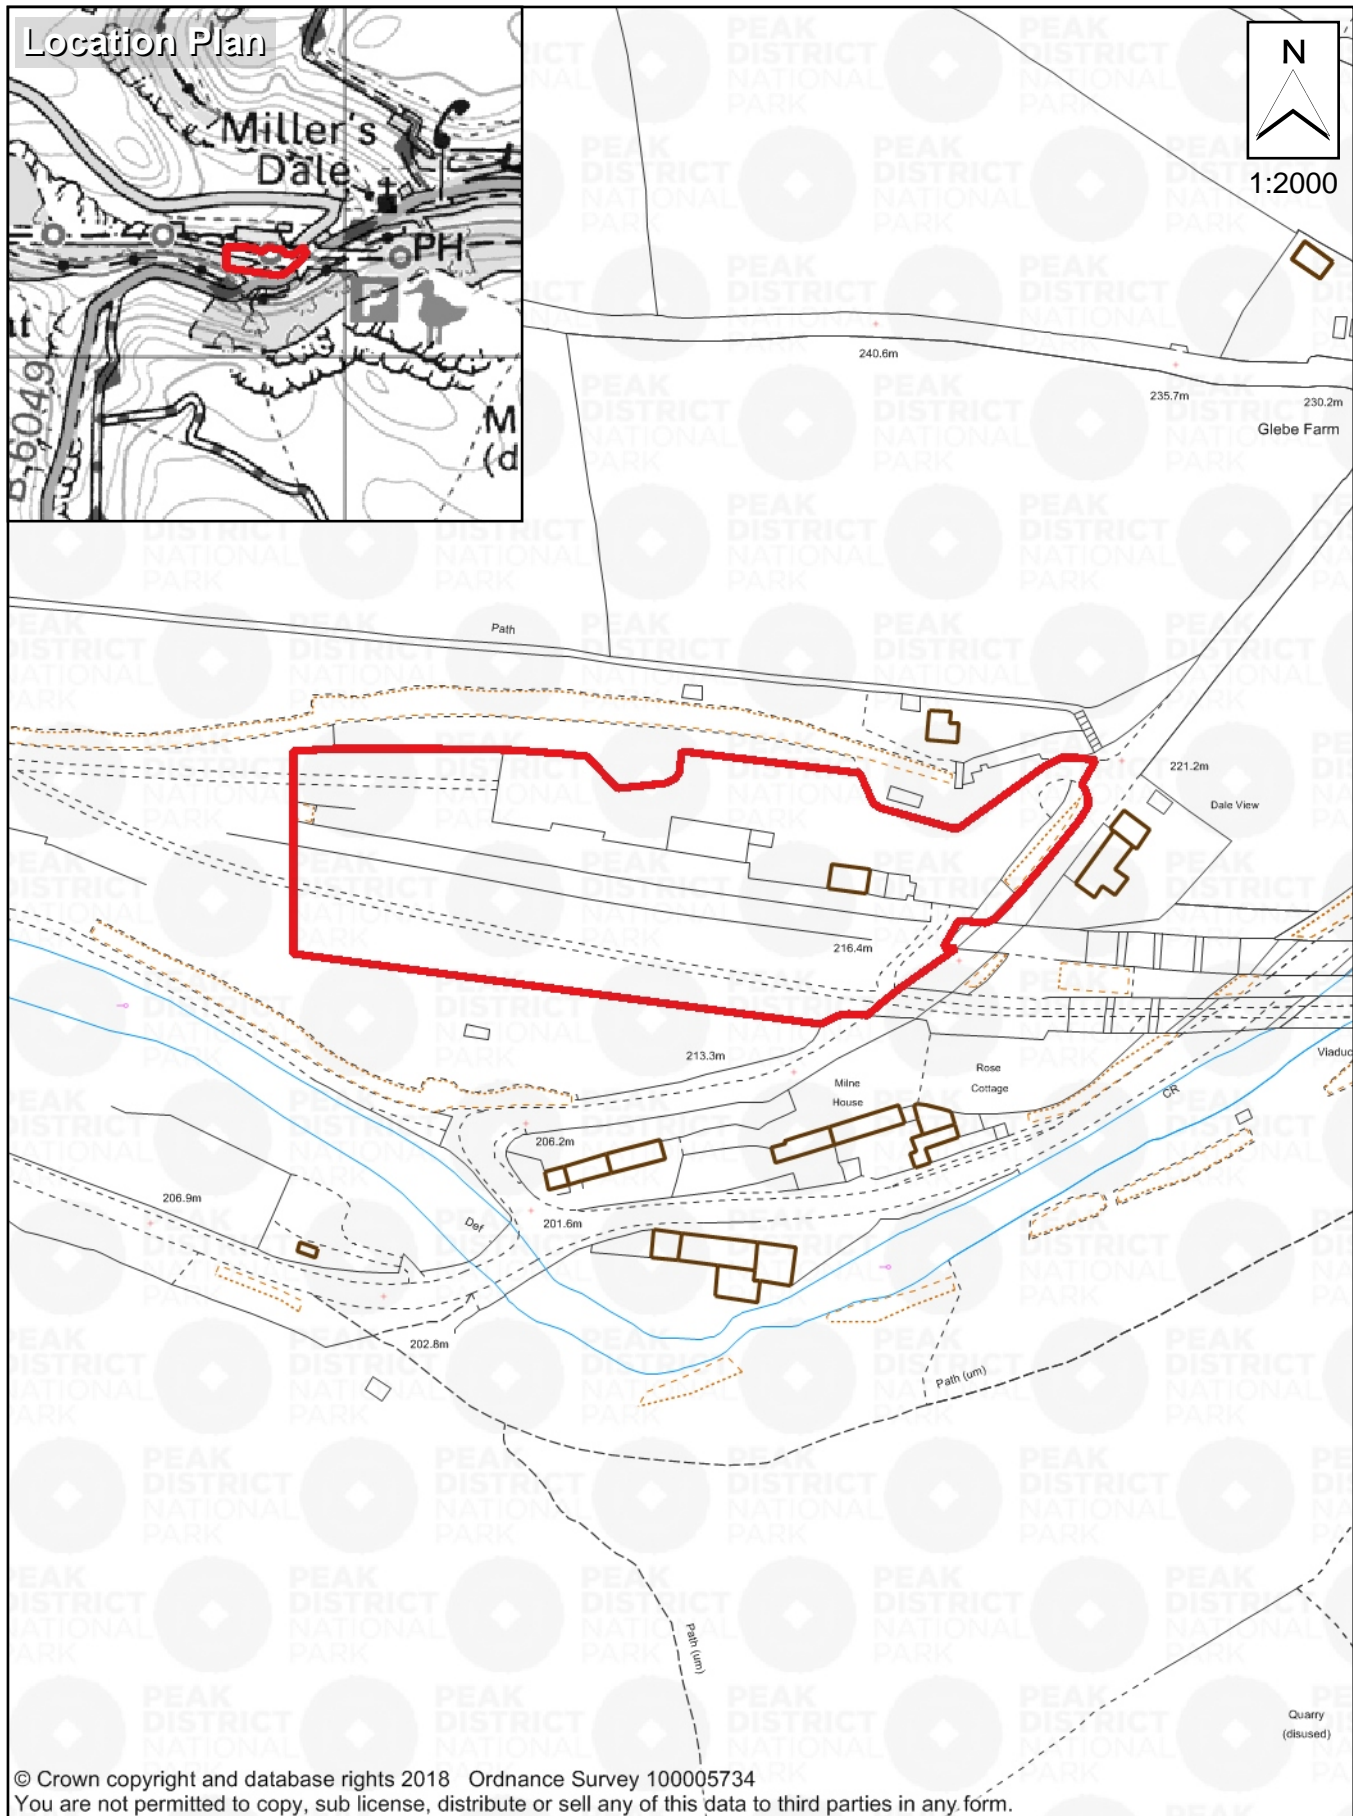 Location Plan
Miller's
Dale
PH
P
B 6049
M
(d
N
1:2000
240.6m
235.7m
230.2m
Glebe Farm
Path
221.2m
Dale View
216.4m
213.3m
Rose
Cottage
Milne
House
Viaduc
CR
206.2m
206.9m
Def
201.6m
202.8m
Path (um)
Path (um)
Quarry
(disused)
PEAK
DISTRICT
NATIONAL
PARK
© Crown copyright and database rights 2018 Ordnance Survey 100005734
You are not permitted to copy, sub license, distribute or sell any of this data to third parties in any form.